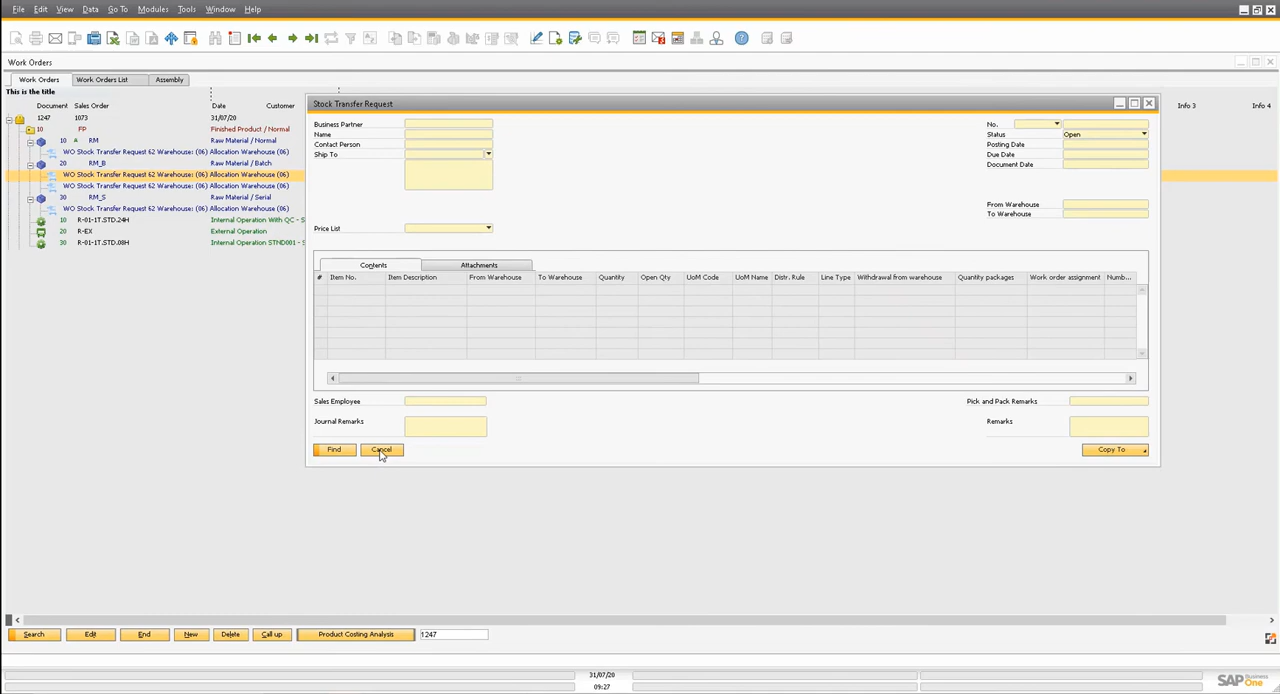 File Edit View Data Go To Modules Tools Window Help
Work Orders
Work Orders Work Orders List Assembly
This is the title
Document Sales Order Date Customer Info 3 Info 4
1247 1073 31/07/20
10 FP Finished Product / Normal
10 A RM Raw Material / Normal
WO Stock Transfer Request 62 Warehouse: (06) Allocation Warehouse (06)
20 RM_B Raw Material / Batch
WO Stock Transfer Request 62 Warehouse: (06) Allocation Warehouse (06)
WO Stock Transfer Request 62 Warehouse: (06) Allocation Warehouse (06)
30 RM_S Raw Material / Serial
WO Stock Transfer Request 62 Warehouse: (06) Allocation Warehouse (06)
10 R-01-1T.STD.24H Internal Operation With QC - S
20 R-EX External Operation
30 R-01-1T.STD.08H Internal Operation STND001 - S
Stock Transfer Request
Business Partner No.
Name Status Open
Contact Person Posting Date
Ship To Due Date
Document Date
From Warehouse
To Warehouse
Price List
Contents Attachments
# Item No. Item Description From Warehouse To Warehouse Quantity Open Qty UoM Code UoM Name Distr. Rule Line Type Withdrawal from warehouse Quantity packages Work order assignment Numb...
Sales Employee Pick and Pack Remarks
Journal Remarks Remarks
Find Cancel Copy To
Search Edit End New Delete Call up Product Costing Analysis 1247
31/07/20
09:27
SAP Business One